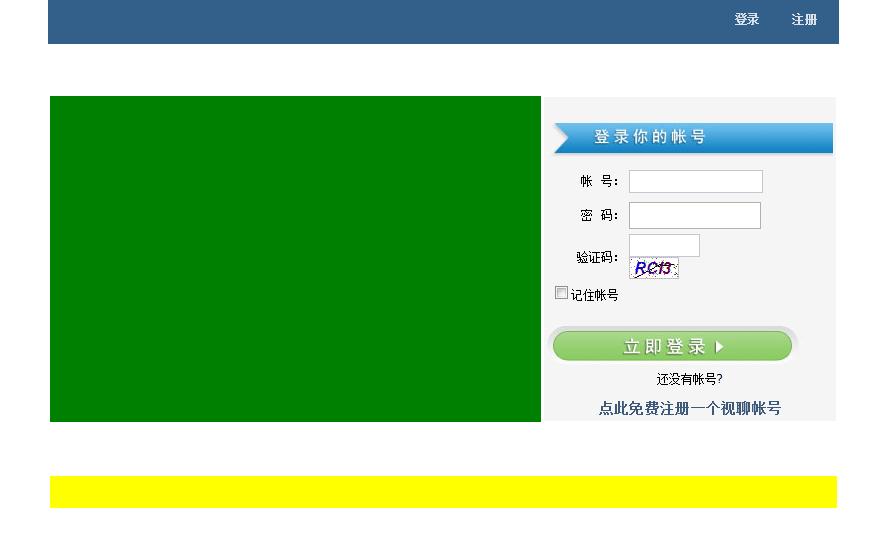 登录 注册
登录你的帐号
帐 号：
密 码：
验证码：
RCf3
记住帐号
立即登录
还没有帐号?
点此免费注册一个视聊帐号